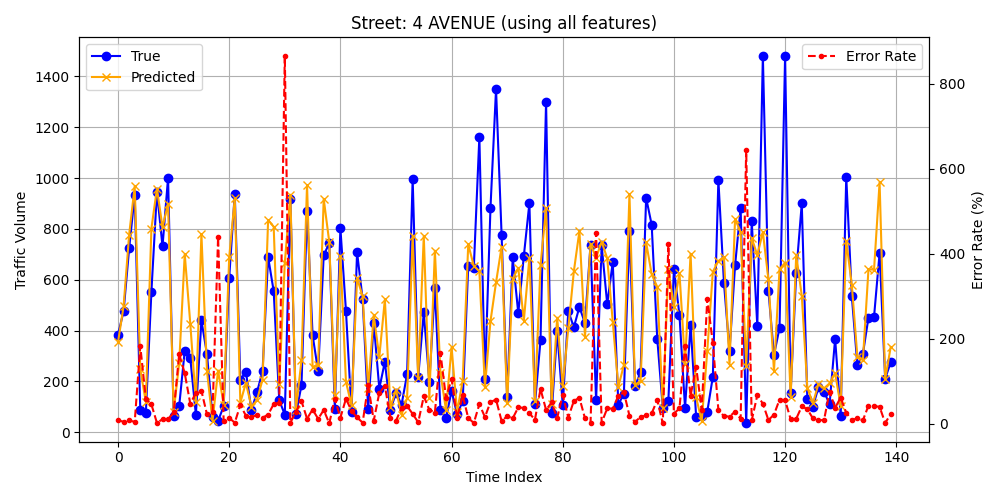 Street: 4 AVENUE (using all features)
True
Predicted
Error Rate
Traffic Volume
1400
1200
1000
800
600
400
200
0
800
600
400
200
0
Error Rate (%)
0 20 40 60 80 100 120 140
Time Index